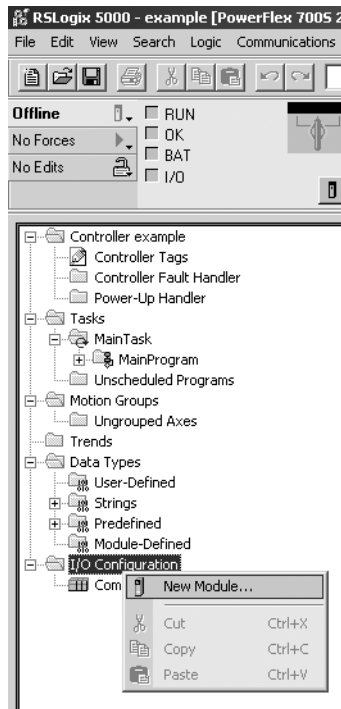 RSLogix 5000 - example [PowerFlex 700S 2
File Edit View Search Logic Communications
Offline
RUN
No Forces
OK
BAT
No Edits
I/O
Controller example
Controller Tags
Controller Fault Handler
Power-Up Handler
Tasks
MainTask
MainProgram
Unscheduled Programs
Motion Groups
Ungrouped Axes
Trends
Data Types
User-Defined
Strings
Predefined
Module-Defined
I/O Configuration
Com
New Module...
Cut Ctrl+X
Copy Ctrl+C
Paste Ctrl+V